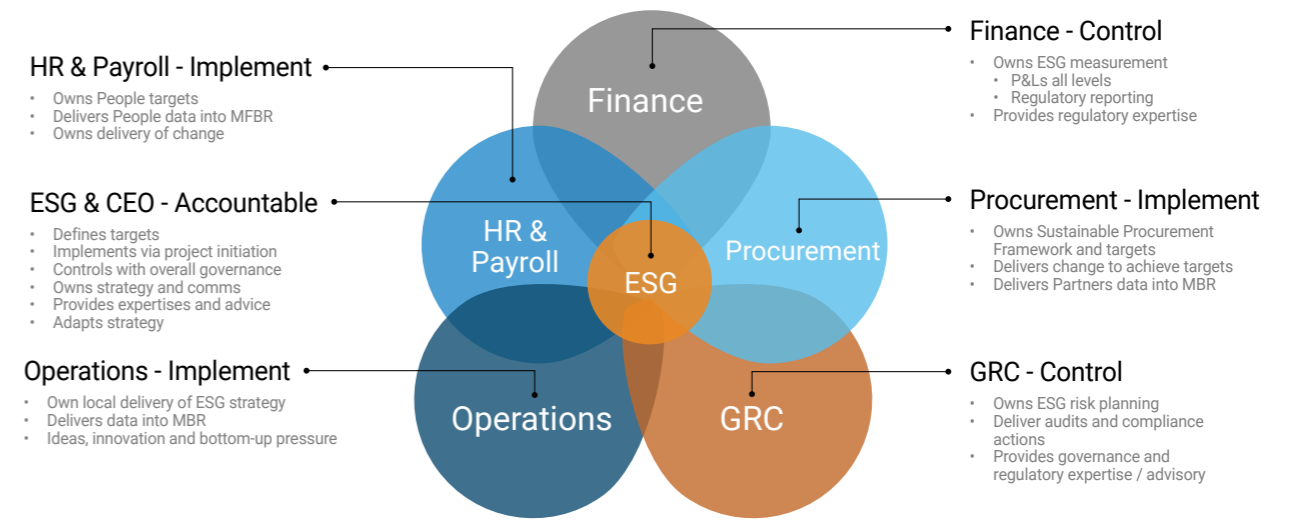 HR & Payroll - Implement
• Owns People targets
• Delivers People data into MFBR
• Owns delivery of change
ESG & CEO - Accountable
• Defines targets
• Implements via project initiation
• Controls with overall governance
• Owns strategy and comms
• Provides expertises and advice
• Adapts strategy
Operations - Implement
• Own local delivery of ESG strategy
• Delivers data into MBR
• Ideas, innovation and bottom-up pressure
Finance
HR &
Payroll
Procurement
ESG
Operations
GRC
Finance - Control
• Owns ESG measurement
• P&Ls all levels
• Regulatory reporting
• Provides regulatory expertise
Procurement - Implement
• Owns Sustainable Procurement
Framework and targets
• Delivers change to achieve targets
• Delivers Partners data into MBR
GRC - Control
• Owns ESG risk planning
• Deliver audits and compliance
actions
• Provides governance and
regulatory expertise / advisory